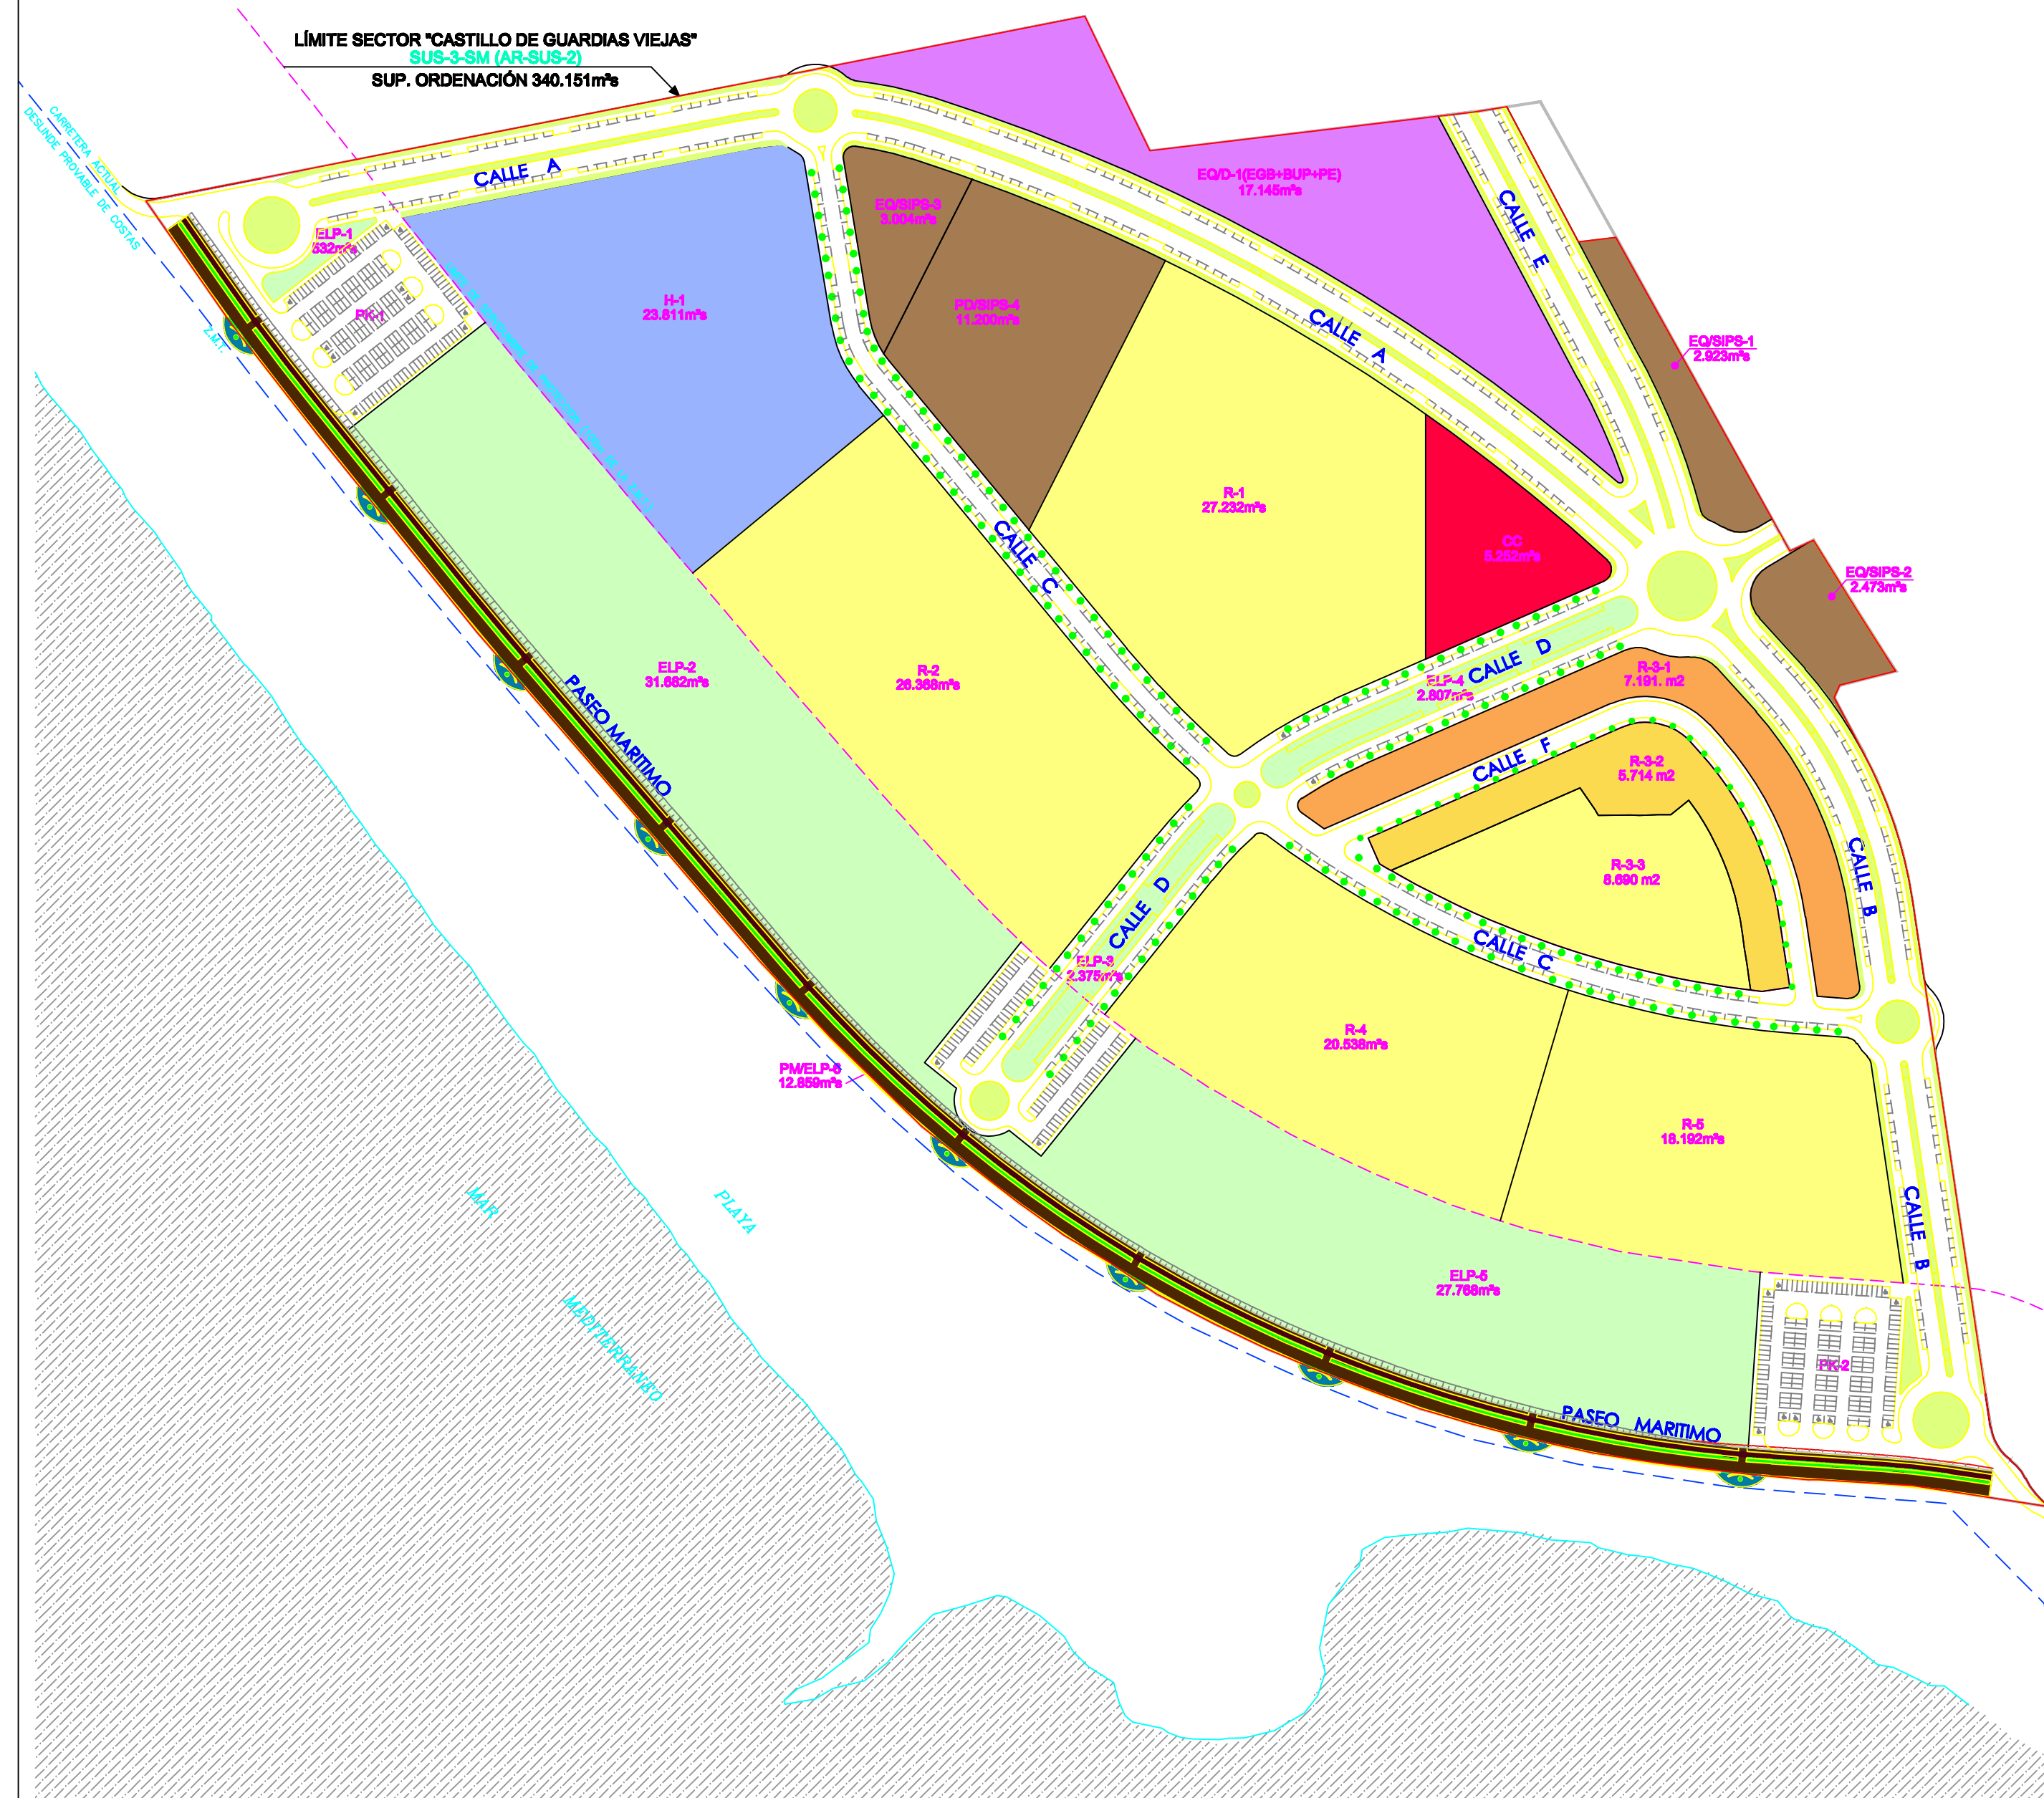 LÍMITE SECTOR "CASTILLO DE GUARDIAS VIEJAS"
SUS-3-SM (AR-SUS-2)
SUP. ORDENACIÓN 340.151m²s
CARRETERA ACTUAL
DESLINDE PROVABLE DE COSTAS
CALLE A
EQ/D-1(EGB+BUP+PE)
17.145m²s
CALLE E
EQ/SIPS-3
3.004m²s
ELP-1
532m²s
PK-1
Z.M.T.
H-1
23.811m²s
PD/SIPS-4
11.200m²s
CALLE A
EQ/SIPS-1
2.923m²s
R-1
27.232m²s
CC
5.252m²s
CALLE C
EQ/SIPS-2
2.473m²s
ELP-2
31.682m²s
R-2
26.368m²s
CALLE D
ELP-4
2.807m²s
R-3-1
7.191. m2
PASEO MARITIMO
CALLE F
R-3-2
5.714 m2
R-3-3
8.690 m2
CALLE B
CALLE D
CALLE C
ELP-3
2.375m²s
R-4
20.538m²s
PM/ELP-6
12.859m²s
R-5
18.192m²s
MAR
PLAYA
CALLE B
ELP-5
27.768m²s
MEDITERRANEO
PK-2
PASEO MARITIMO